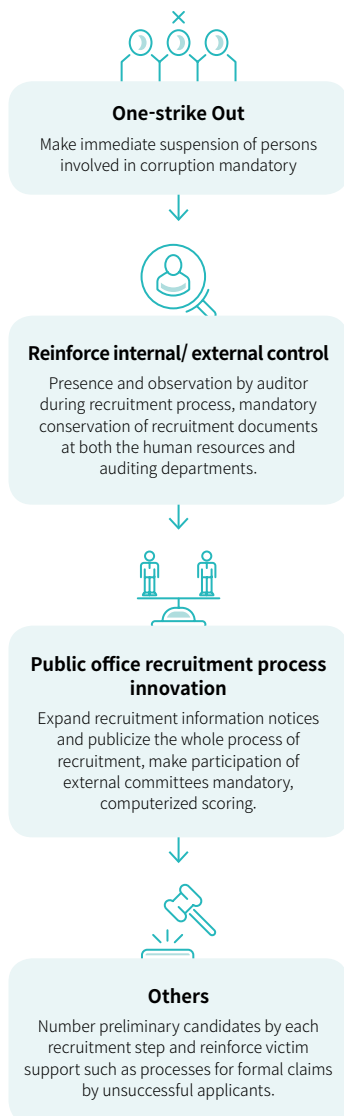 One-strike Out
Make immediate suspension of persons
involved in corruption mandatory
Reinforce internal/ external control
Presence and observation by auditor
during recruitment process, mandatory
conservation of recruitment documents
at both the human resources and
auditing departments.
Public office recruitment process
innovation
Expand recruitment information notices
and publicize the whole process of
recruitment, make participation of
external committees mandatory,
computerized scoring.
Others
Number preliminary candidates by each
recruitment step and reinforce victim
support such as processes for formal claims
by unsuccessful applicants.